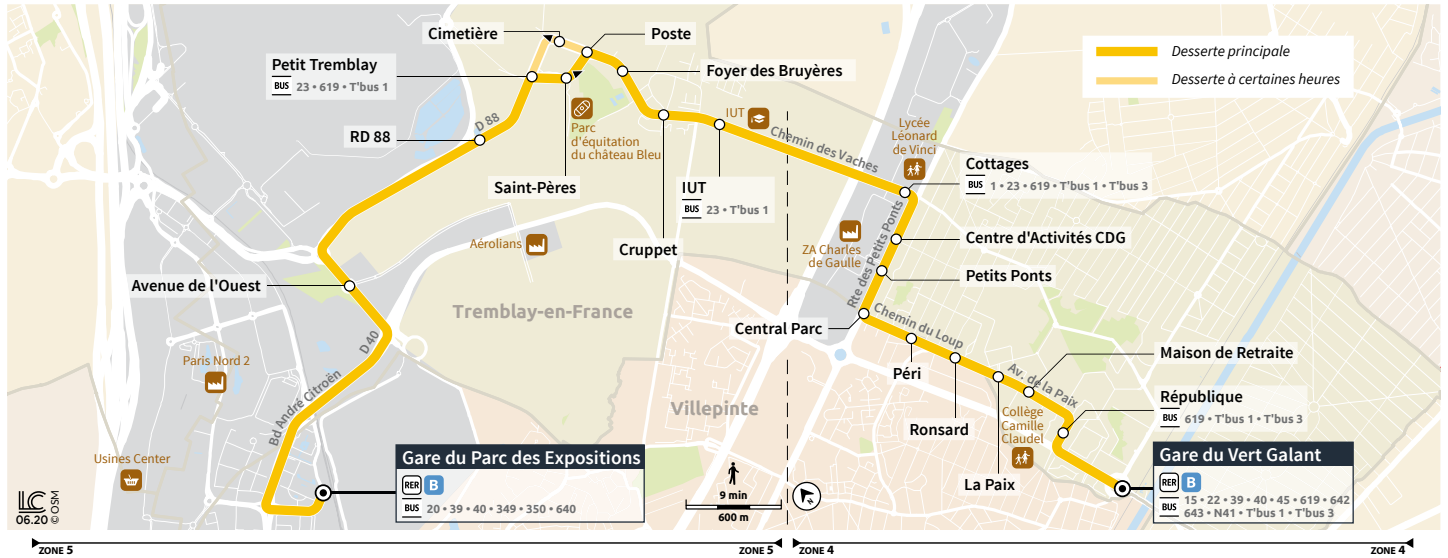 Cimetière
Poste
Desserte principale
Desserte à certaines heures
Petit Tremblay
BUS 23 • 619 • T'bus 1
Foyer des Bruyères
D 88
RD 88
Parc
d'équitation
du château Bleu
IUT
Chemin des Vaches
Lycée
Léonard
de Vinci
Cottages
BUS 1 • 23 • 619 • T'bus 1 • T'bus 3
Saint-Pères
IUT
BUS 23 • T'bus 1
Cruppet
Aérolians
ZA Charles
de Gaulle
Rte des Petits Ponts
Centre d'Activités CDG
Petits Ponts
Avenue de l'Ouest
Tremblay-en-France
Central Parc
Chemin du Loup
D 40
Paris Nord 2
Péri
Av. de la Paix
Maison de Retraite
Bd André Citroën
Villepinte
Ronsard
Collège
Camille
Claudel
République
BUS 619 • T'bus 1 • T'bus 3
Usines Center
Gare du Parc des Expositions
RER B
BUS 20 • 39 • 40 • 349 • 350 • 640
9 min
600 m
La Paix
Gare du Vert Galant
RER B
BUS 15 • 22 • 39 • 40 • 45 • 619 • 642
643 • N41 • T'bus 1 • T'bus 3
LC
06.20 © OSM
ZONE 5
ZONE 5
ZONE 4
ZONE 4